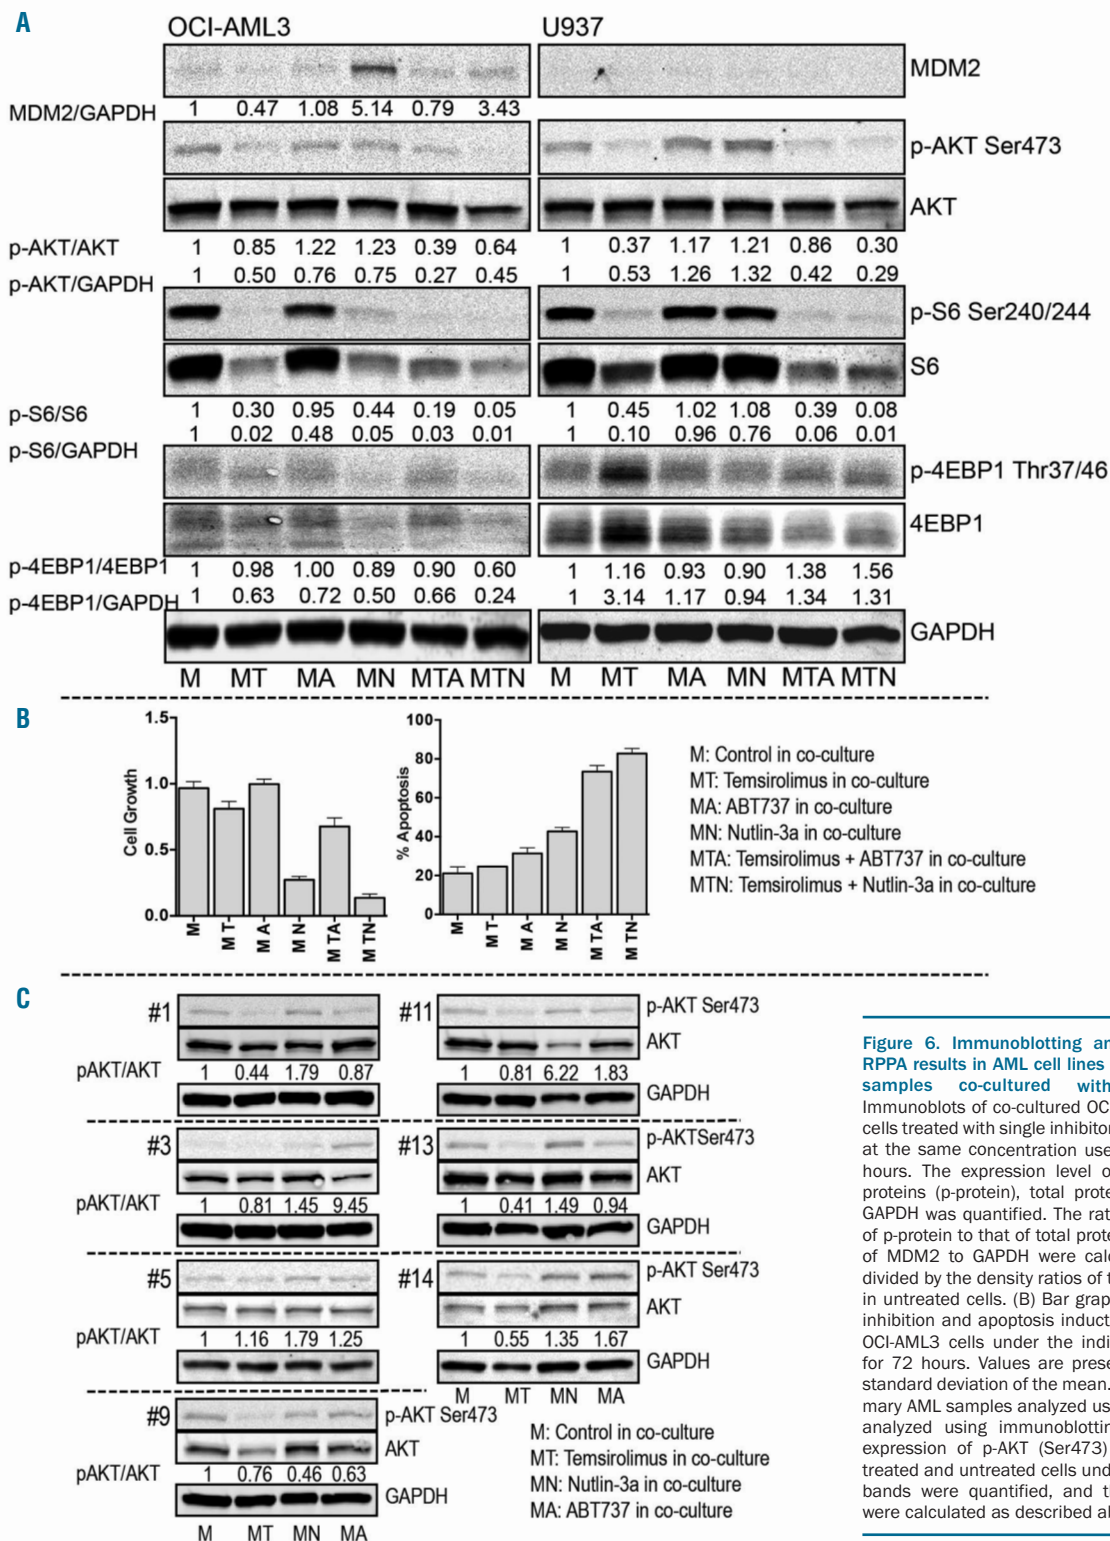 A
OCI-AML3 U937
MDM2
MDM2/GAPDH 1 0.47 1.08 5.14 0.79 3.43
p-AKT Ser473
AKT
p-AKT/AKT 1 0.85 1.22 1.23 0.39 0.64 1 0.37 1.17 1.21 0.86 0.30
p-AKT/GAPDH 1 0.50 0.76 0.75 0.27 0.45 1 0.53 1.26 1.32 0.42 0.29
p-S6 Ser240/244
S6
p-S6/S6 1 0.30 0.95 0.44 0.19 0.05 1 0.45 1.02 1.08 0.39 0.08
p-S6/GAPDH 1 0.02 0.48 0.05 0.03 0.01 1 0.10 0.96 0.76 0.06 0.01
p-4EBP1 Thr37/46
4EBP1
p-4EBP1/4EBP1 1 0.98 1.00 0.89 0.90 0.60 1 1.16 0.93 0.90 1.38 1.56
p-4EBP1/GAPDH 1 0.63 0.72 0.50 0.66 0.24 1 3.14 1.17 0.94 1.34 1.31
GAPDH
M MT MA MN MTA MTN M MT MA MN MTA MTN
B
Cell Growth
1.5
1.0
0.5
0.0
M M T M A M N M TA M TN
% Apoptosis
100
80
60
40
20
0
M M T M A M N M TA M TN
M: Control in co-culture
MT: Temsirolimus in co-culture
MA: ABT737 in co-culture
MN: Nutlin-3a in co-culture
MTA: Temsirolimus + ABT737 in co-culture
MTN: Temsirolimus + Nutlin-3a in co-culture
C
#1 #11 p-AKT Ser473
AKT
pAKT/AKT 1 0.44 1.79 0.87 1 0.81 6.22 1.83
GAPDH
#3 #13 p-AKTSer473
AKT
pAKT/AKT 1 0.81 1.45 9.45 1 0.41 1.49 0.94
GAPDH
#5 #14 p-AKT Ser473
AKT
pAKT/AKT 1 1.16 1.79 1.25 1 0.55 1.35 1.67
GAPDH
M MT MN MA
#9 p-AKT Ser473
AKT
pAKT/AKT 1 0.76 0.46 0.63
GAPDH
M MT MN MA
M: Control in co-culture
MT: Temsirolimus in co-culture
MN: Nutlin-3a in co-culture
MA: ABT737 in co-culture
Figure 6. Immunoblotting an
RPPA results in AML cell lines
samples co-cultured with
Immunoblots of co-cultured OCI
cells treated with single inhibitor
at the same concentration use
hours. The expression level o
proteins (p-protein), total prote
GAPDH was quantified. The rat
of p-protein to that of total prote
of MDM2 to GAPDH were calc
divided by the density ratios of t
in untreated cells. (B) Bar grap
inhibition and apoptosis induct
OCI-AML3 cells under the indi
for 72 hours. Values are prese
standard deviation of the mean.
mary AML samples analyzed us
analyzed using immunoblottin
expression of p-AKT (Ser473)
treated and untreated cells und
bands were quantified, and th
were calculated as described al